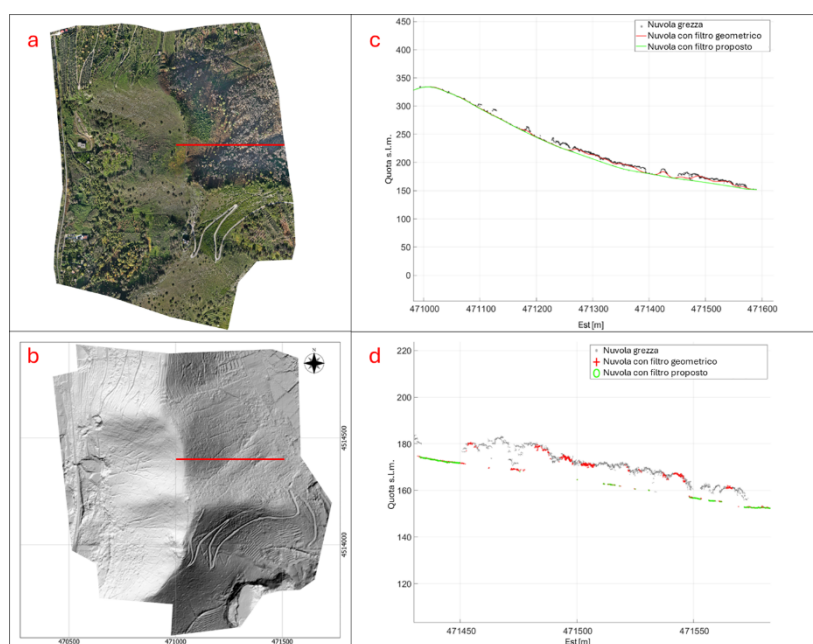 a
c
Nuvola grezza
Nuvola con filtro geometrico
Nuvola con filtro proposto
450
400
350
300
250
200
150
100
50
0
Quota s.l.m.
471000
471100
471200
471300
471400
471500
471600
Est [m]
b
N
4514500
4514000
470500
471000
471500
d
Nuvola grezza
Nuvola con filtro geometrico
Nuvola con filtro proposto
220
200
180
160
140
120
Quota s.l.m.
471450
471500
471550
Est [m]